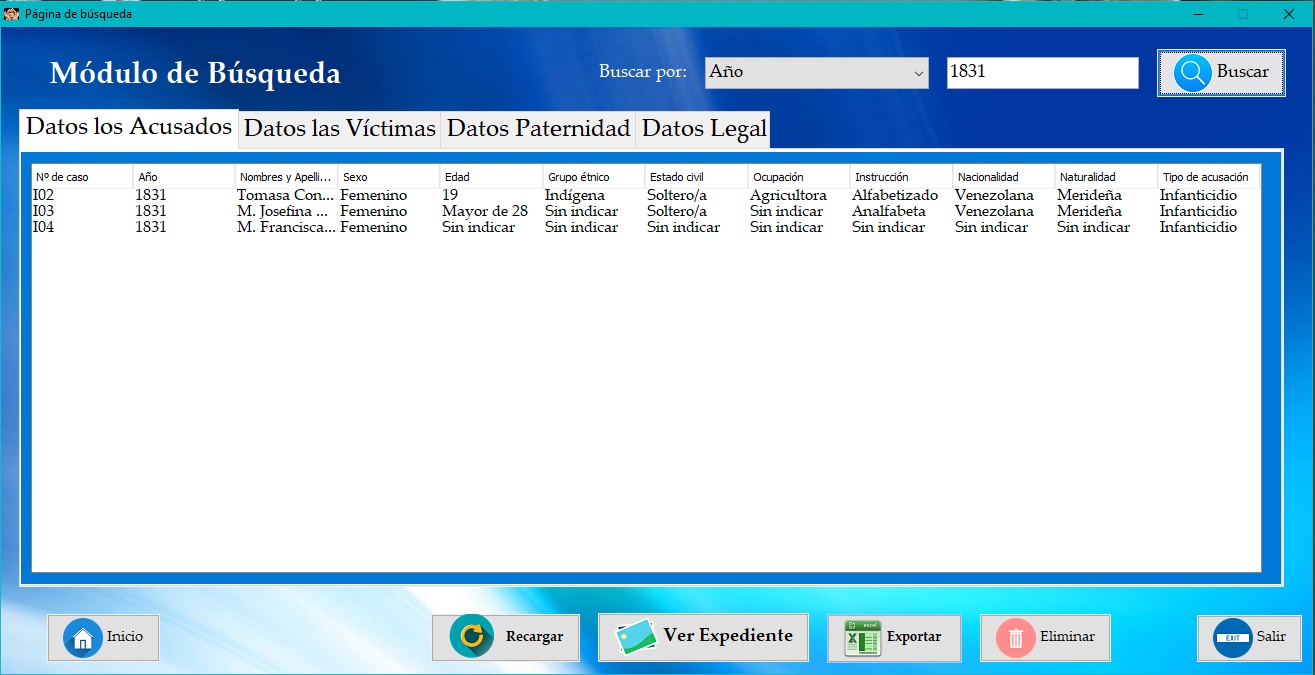 Página de búsqueda
Módulo de Búsqueda
Buscar por: Año 1831 Buscar
Datos los Acusados Datos las Víctimas Datos Paternidad Datos Legal
Nº de caso Año Nombres y Apelli... Sexo Edad Grupo étnico Estado civil Ocupación Instrucción Nacionalidad Naturalidad Tipo de acusación
I02 1831 Tomasa Con... Femenino 19 Indígena Soltero/a Agricultora Alfabetizado Venezolana Merideña Infanticidio
I03 1831 M. Josefina ... Femenino Mayor de 28 Sin indicar Soltero/a Sin indicar Analfabeta Venezolana Merideña Infanticidio
I04 1831 M. Francisca... Femenino Sin indicar Sin indicar Sin indicar Sin indicar Sin indicar Sin indicar Sin indicar Infanticidio
Inicio Recargar Ver Expediente excel Exportar Eliminar EXIT Salir